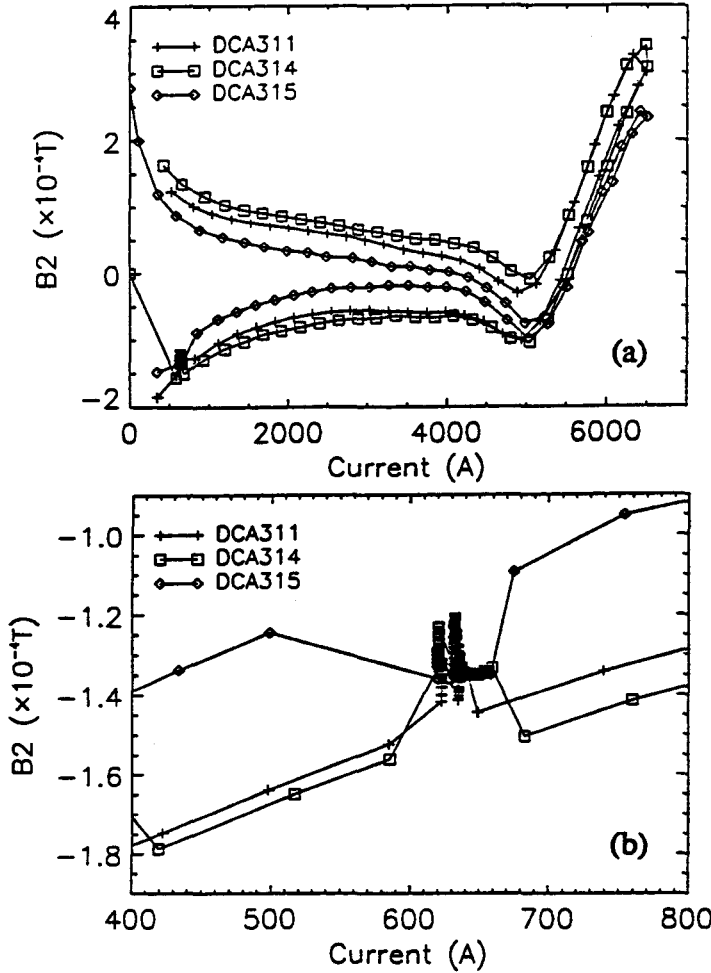 4
2
0
−2
B2 (×10⁻⁴T)
DCA311
DCA314
DCA315
(a)
0 2000 4000 6000
Current (A)
−1.0
−1.2
−1.4
−1.6
−1.8
B2 (×10⁻⁴T)
DCA311
DCA314
DCA315
(b)
400 500 600 700 800
Current (A)